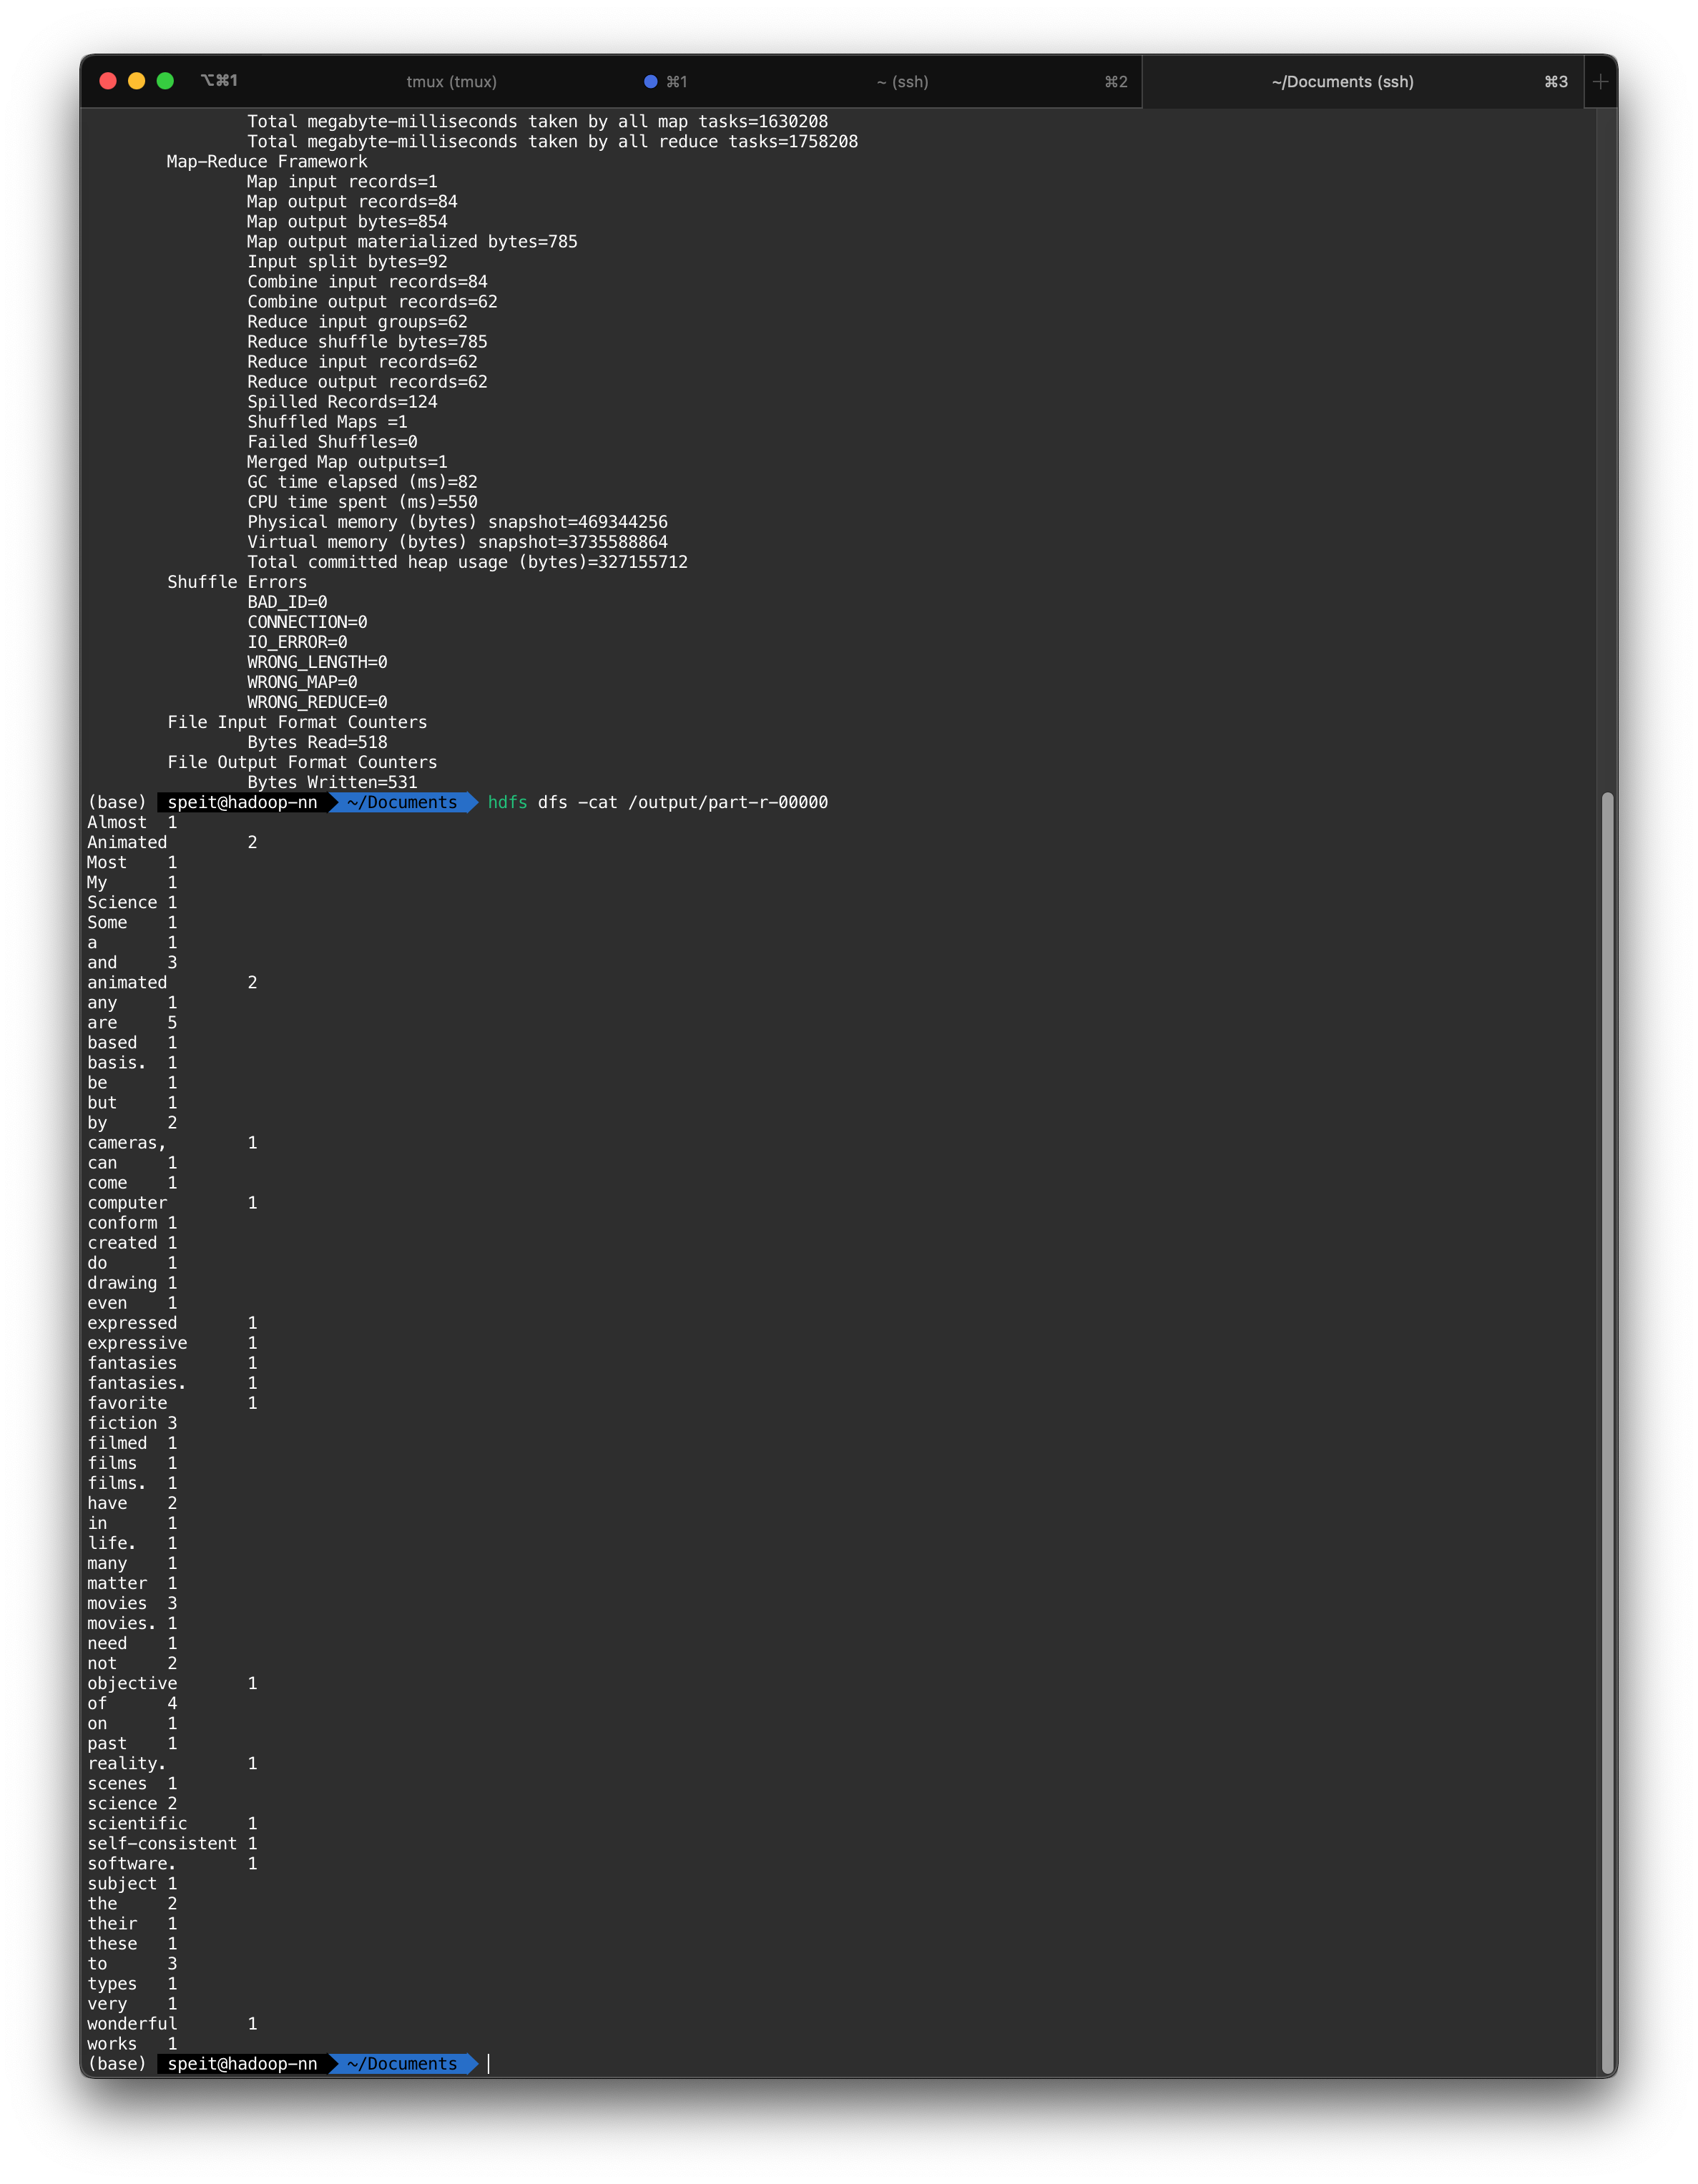 ⌥⌘1 tmux (tmux) ⌘1 ~ (ssh) ⌘2 ~/Documents (ssh) ⌘3
Total megabyte-milliseconds taken by all map tasks=1630208
Total megabyte-milliseconds taken by all reduce tasks=1758208
Map-Reduce Framework
Map input records=1
Map output records=84
Map output bytes=854
Map output materialized bytes=785
Input split bytes=92
Combine input records=84
Combine output records=62
Reduce input groups=62
Reduce shuffle bytes=785
Reduce input records=62
Reduce output records=62
Spilled Records=124
Shuffled Maps =1
Failed Shuffles=0
Merged Map outputs=1
GC time elapsed (ms)=82
CPU time spent (ms)=550
Physical memory (bytes) snapshot=469344256
Virtual memory (bytes) snapshot=3735588864
Total committed heap usage (bytes)=327155712
Shuffle Errors
BAD_ID=0
CONNECTION=0
IO_ERROR=0
WRONG_LENGTH=0
WRONG_MAP=0
WRONG_REDUCE=0
File Input Format Counters
Bytes Read=518
File Output Format Counters
Bytes Written=531
(base) speit@hadoop-nn ~/Documents hdfs dfs -cat /output/part-r-00000
Almost 1
Animated 2
Most 1
My 1
Science 1
Some 1
a 1
and 3
animated 2
any 1
are 5
based 1
basis. 1
be 1
but 1
by 2
cameras, 1
can 1
come 1
computer 1
conform 1
created 1
do 1
drawing 1
even 1
expressed 1
expressive 1
fantasies 1
fantasies. 1
favorite 1
fiction 3
filmed 1
films 1
films. 1
have 2
in 1
life. 1
many 1
matter 1
movies 3
movies. 1
need 1
not 2
objective 1
of 4
on 1
past 1
reality. 1
scenes 1
science 2
scientific 1
self-consistent 1
software. 1
subject 1
the 2
their 1
these 1
to 3
types 1
very 1
wonderful 1
works 1
(base) speit@hadoop-nn ~/Documents